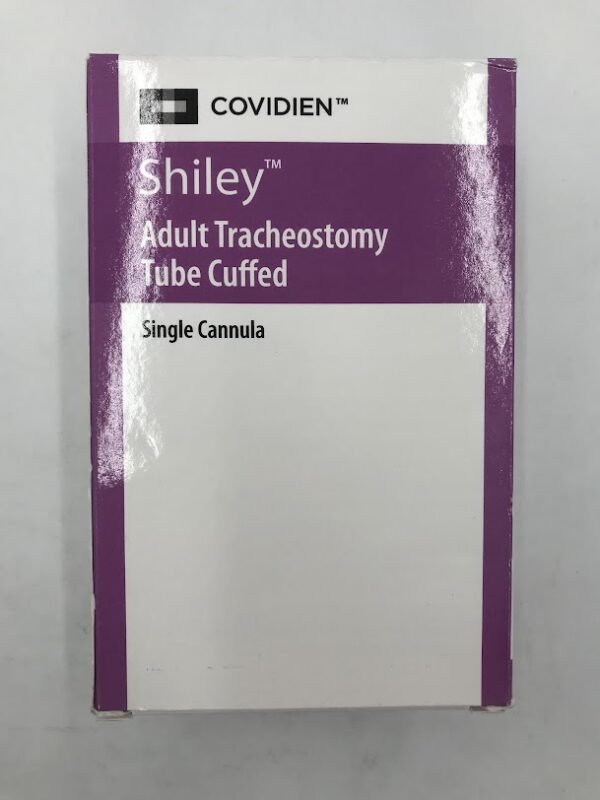 COVIDIEN™
Shiley™
Adult Tracheostomy
Tube Cuffed
Single Cannula